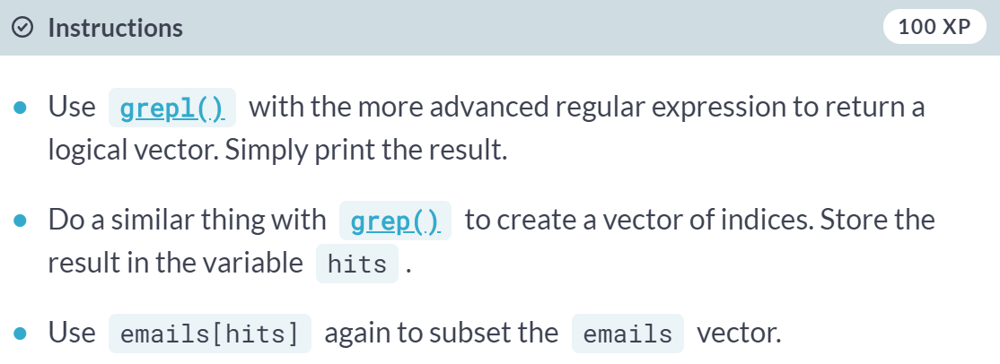 Instructions
100 XP
Use grepl() with the more advanced regular expression to return a
logical vector. Simply print the result.
Do a similar thing with grep() to create a vector of indices. Store the
result in the variable hits .
Use emails[hits] again to subset the emails vector.